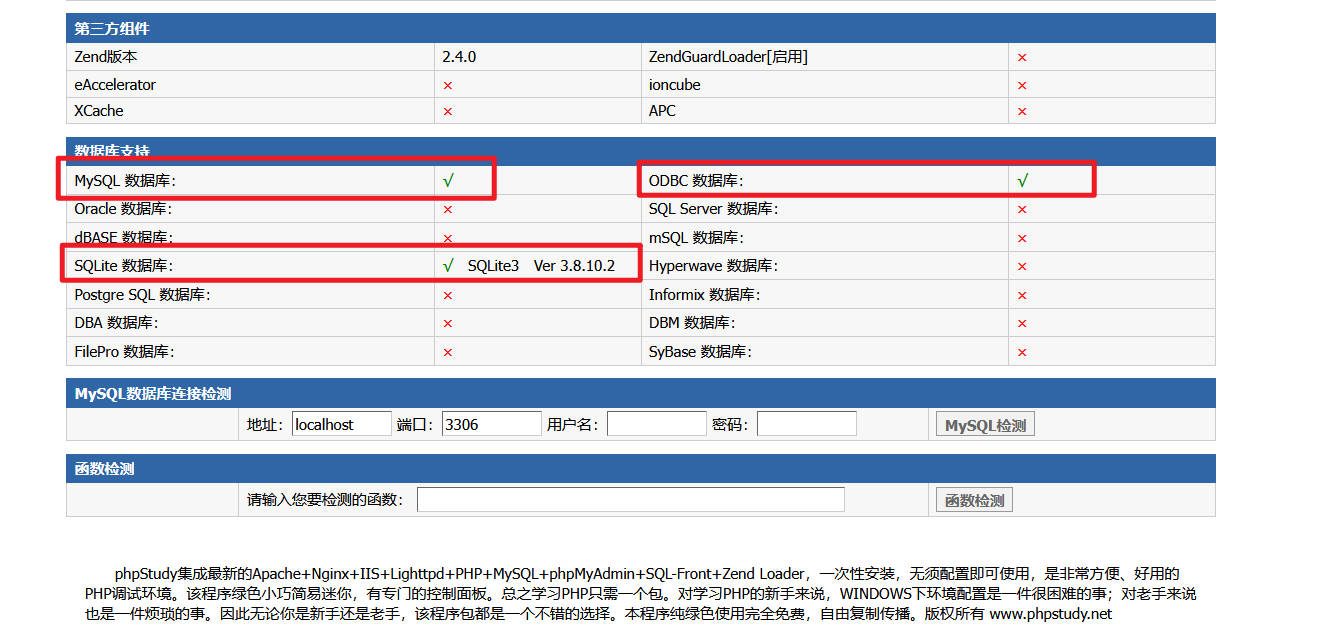 第三方组件
Zend版本 2.4.0 ZendGuardLoader[启用] ×
eAccelerator × ioncube ×
XCache × APC ×
数据库支持
MySQL 数据库： √ ODBC 数据库： √
Oracle 数据库： × SQL Server 数据库： ×
dBASE 数据库： × mSQL 数据库： ×
SQLite 数据库： √ SQLite3 Ver 3.8.10.2 Hyperwave 数据库： ×
Postgre SQL 数据库： × Informix 数据库： ×
DBA 数据库： × DBM 数据库： ×
FilePro 数据库： × SyBase 数据库： ×
MySQL数据库连接检测
地址： localhost 端口： 3306 用户名： 密码： MySQL检测
函数检测
请输入您要检测的函数： 函数检测
phpStudy集成最新的Apache+Nginx+IIS+Lighttpd+PHP+MySQL+phpMyAdmin+SQL-Front+Zend Loader，一次性安装，无须配置即可使用，是非常方便、好用的
PHP调试环境。该程序绿色小巧简易迷你，有专门的控制面板。总之学习PHP只需一个包。对学习PHP的新手来说，WINDOWS下环境配置是一件很困难的事；对老手来说
也是一件烦琐的事。因此无论你是新手还是老手，该程序包都是一个不错的选择。本程序纯绿色使用完全免费，自由复制传播。版权所有 www.phpstudy.net